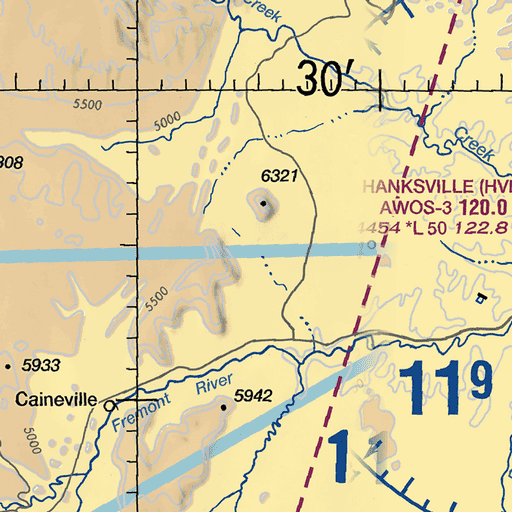 Creek
30′
5500
5000
Creek
808
6321
HANKSVILLE (HV
AWOS-3 120.0
4454 *L 50 122.8
5500
5933
119
Caineville
Fremont River
5942
5000